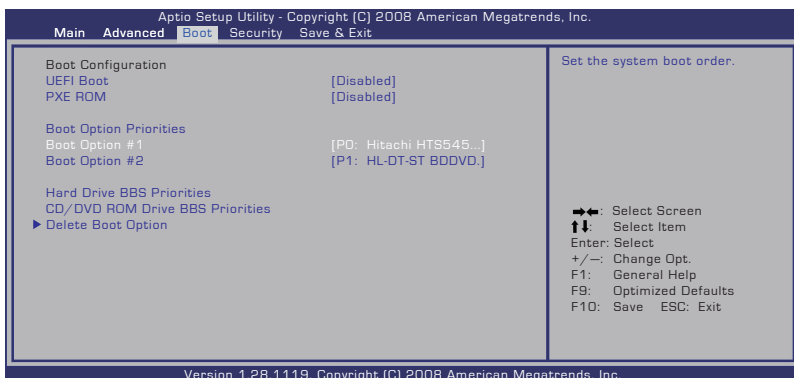 Aptio Setup Utility - Copyright (C) 2008 American Megatrends, Inc.
Main Advanced Boot Security Save & Exit
Boot Configuration
UEFI Boot [Disabled]
PXE ROM [Disabled]
Boot Option Priorities
Boot Option #1 [P0: Hitachi HTS545...]
Boot Option #2 [P1: HL-DT-ST BDDVD.]
Hard Drive BBS Priorities
CD/DVD ROM Drive BBS Priorities
Delete Boot Option
Set the system boot order.
→←: Select Screen
↑↓: Select Item
Enter: Select
+/—: Change Opt.
F1: General Help
F9: Optimized Defaults
F10: Save ESC: Exit
Version 1.28.1119. Copyright (C) 2008 American Megatrends, Inc.